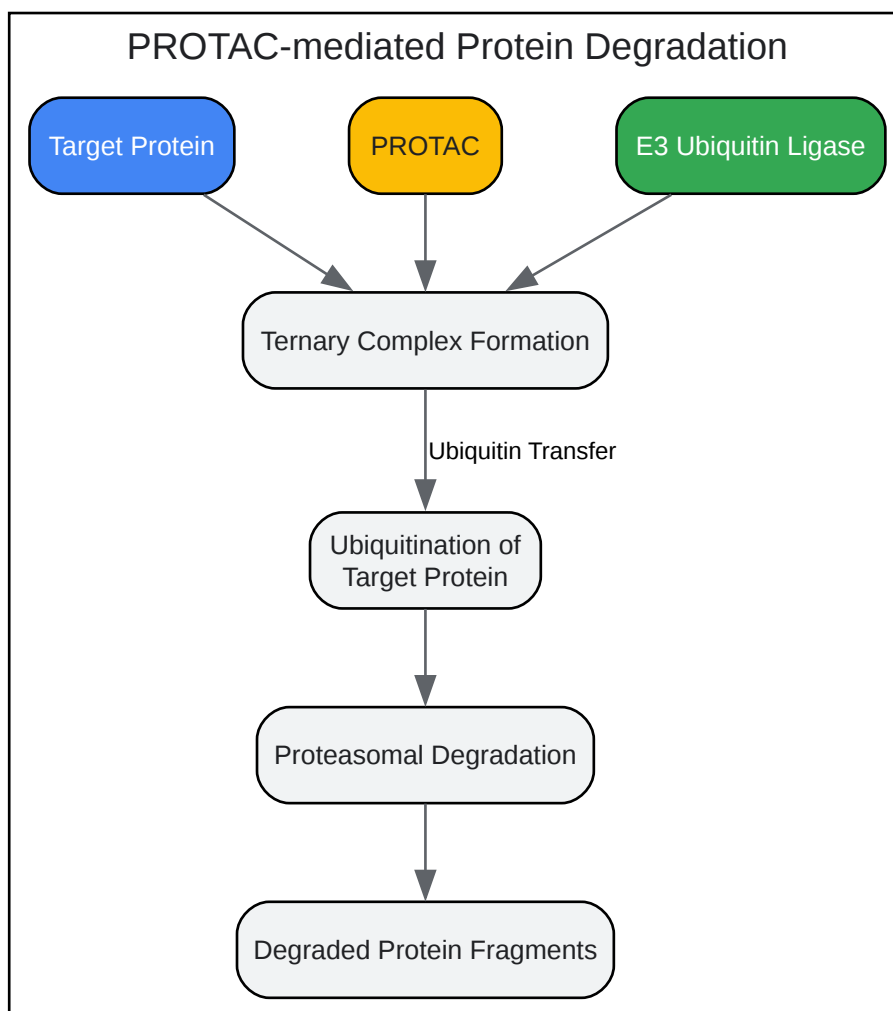 PROTAC-mediated Protein Degradation
Target Protein
PROTAC
E3 Ubiquitin Ligase
Ternary Complex Formation
Ubiquitin Transfer
Ubiquitination of
Target Protein
Proteasomal Degradation
Degraded Protein Fragments